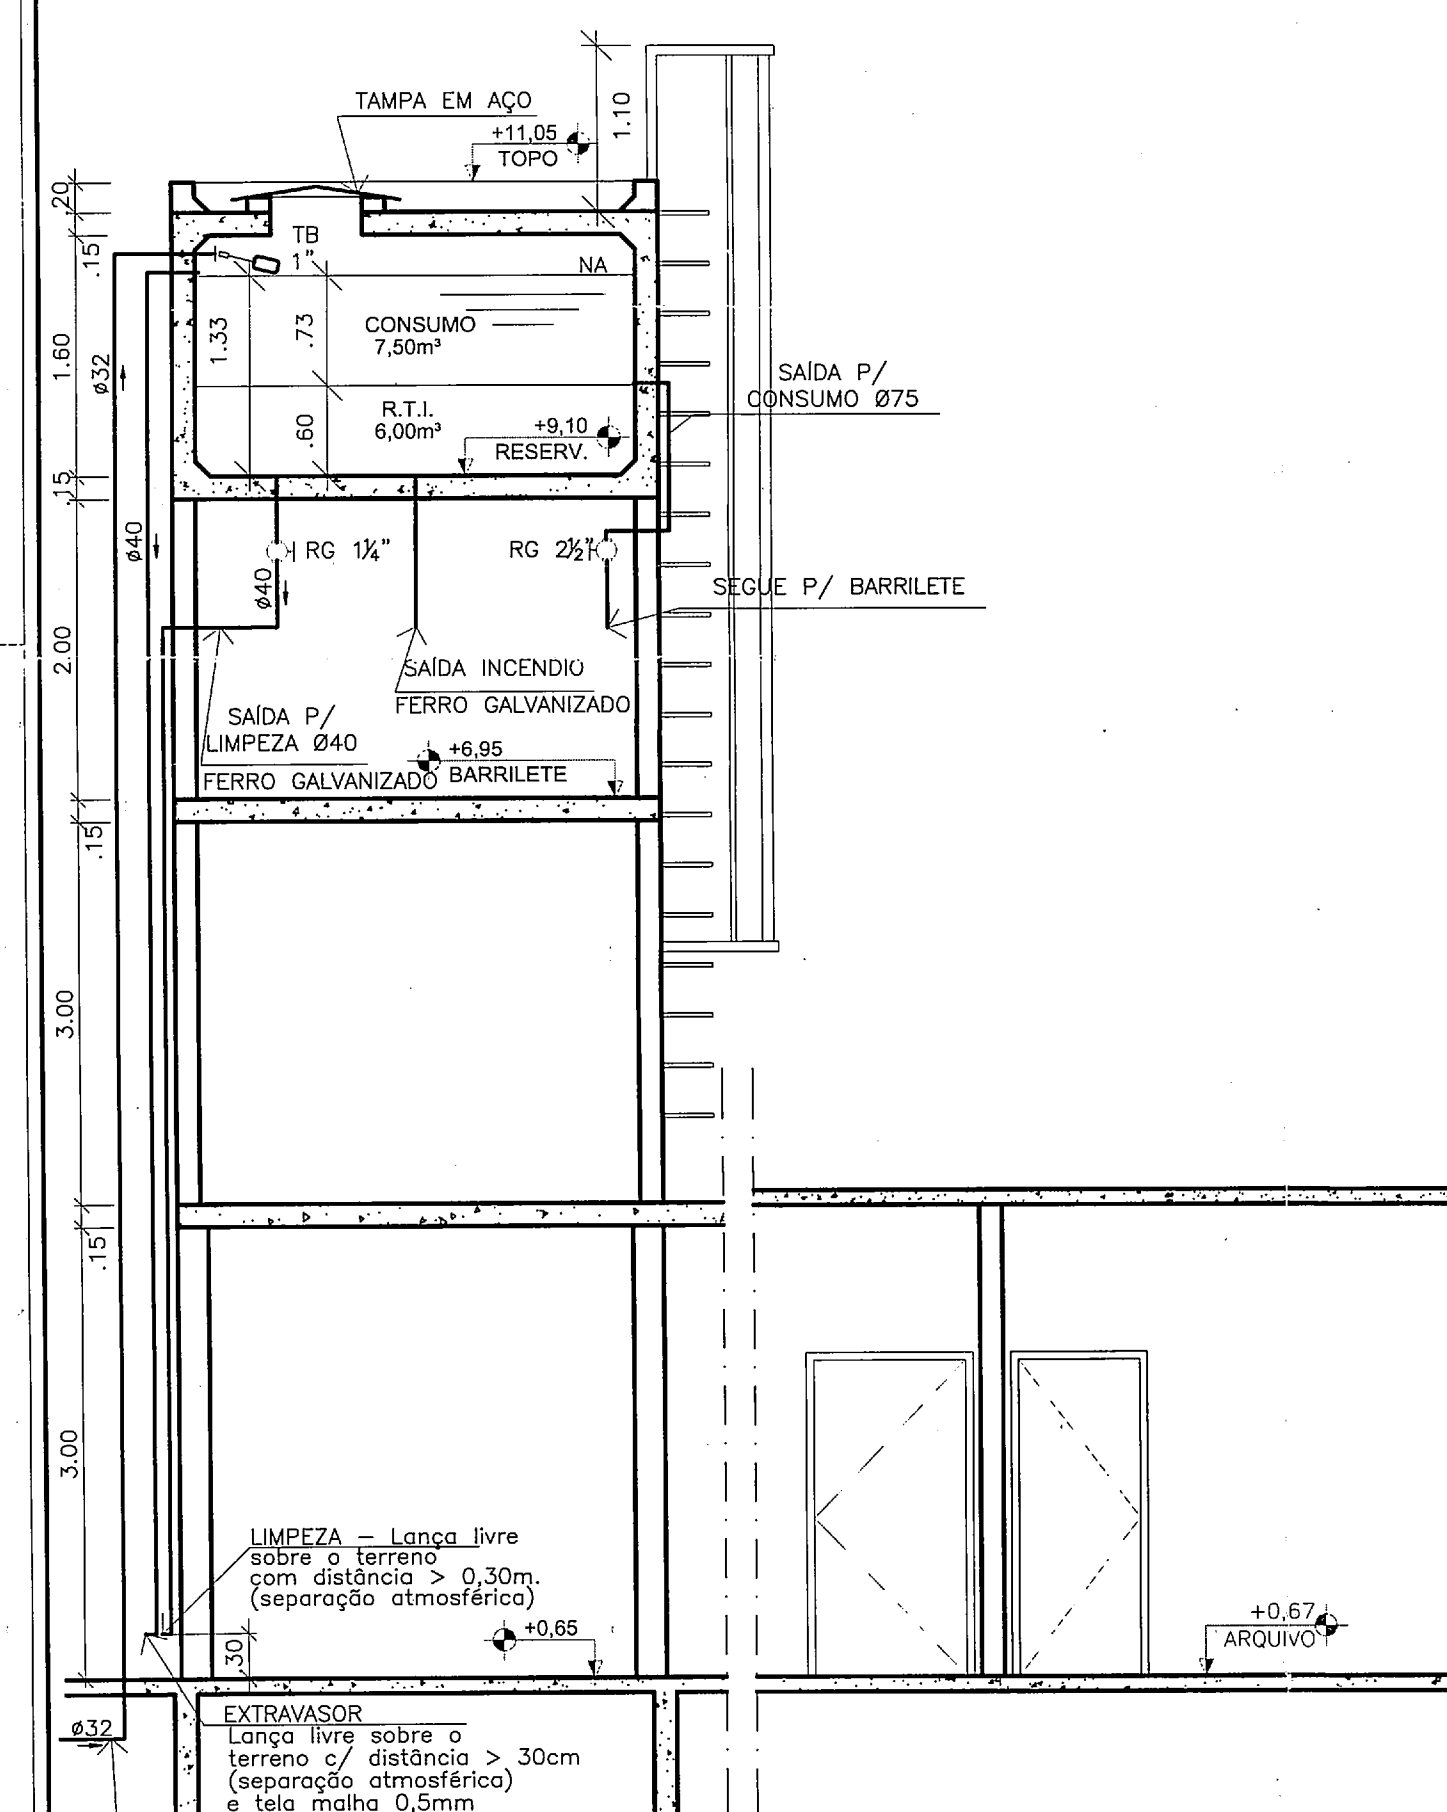 1.10
TAMPA EM AÇO
+11,05
TOPO
.20
.15
TB
1"
NA
1.33
.73
CONSUMO
7,50m³
1.60
ø32
SAÍDA P/
CONSUMO Ø75
R.T.I.
6,00m³
.60
+9,10
RESERV.
.15
ø40
RG 1¼"
RG 2½"
ø40
SEGUE P/ BARRILETE
2.00
SAÍDA INCENDIO
FERRO GALVANIZADO
SAÍDA P/
LIMPEZA Ø40
FERRO GALVANIZADO
+6,95
BARRILETE
.15
3.00
.15
3.00
LIMPEZA – Lança livre
sobre o terreno
com distância > 0,30m.
(separação atmosférica)
+0,65
.30
+0,67
ARQUIVO
EXTRAVASOR
ø32
Lança livre sobre o
terreno c/ distância > 30cm
(separação atmosférica)
e tela malha 0,5mm